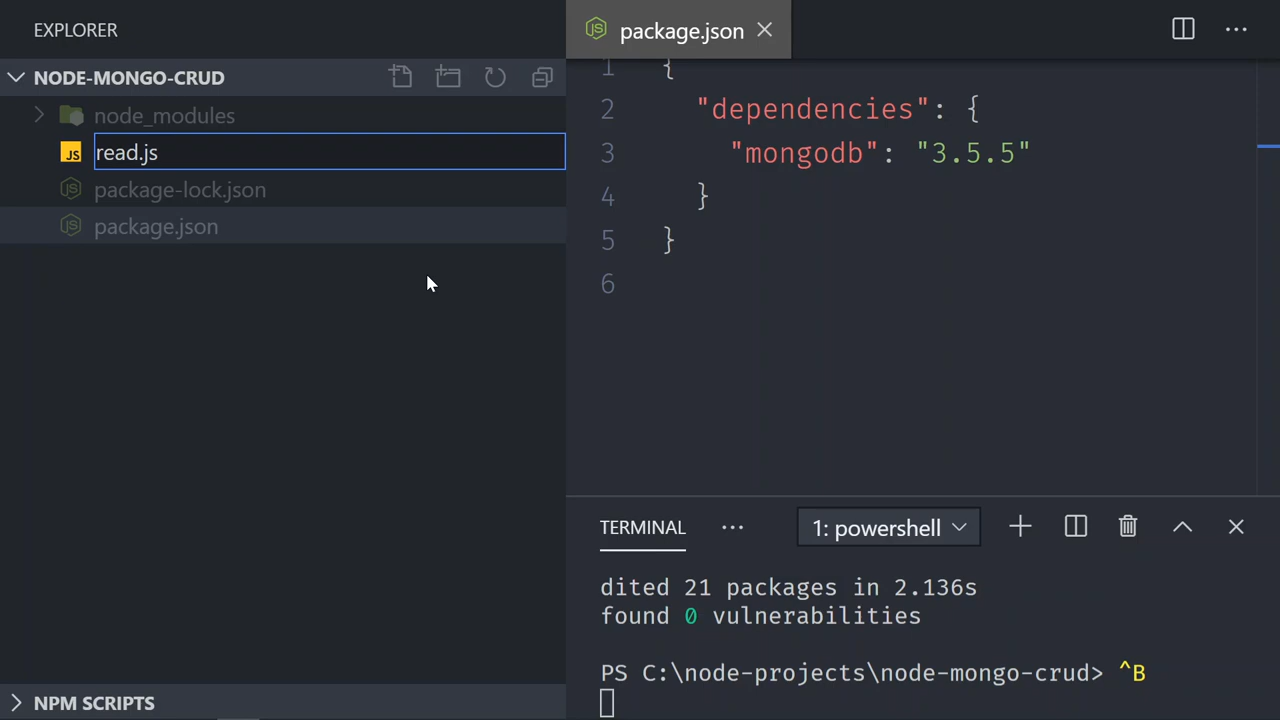 EXPLORER
NODE-MONGO-CRUD
node_modules
JS read.js
package-lock.json
package.json
NPM SCRIPTS
package.json
1 {
2 "dependencies": {
3 "mongodb": "3.5.5"
4 }
5 }
6
TERMINAL
1: powershell
dited 21 packages in 2.136s
found 0 vulnerabilities
PS C:\node-projects\node-mongo-crud> ^B